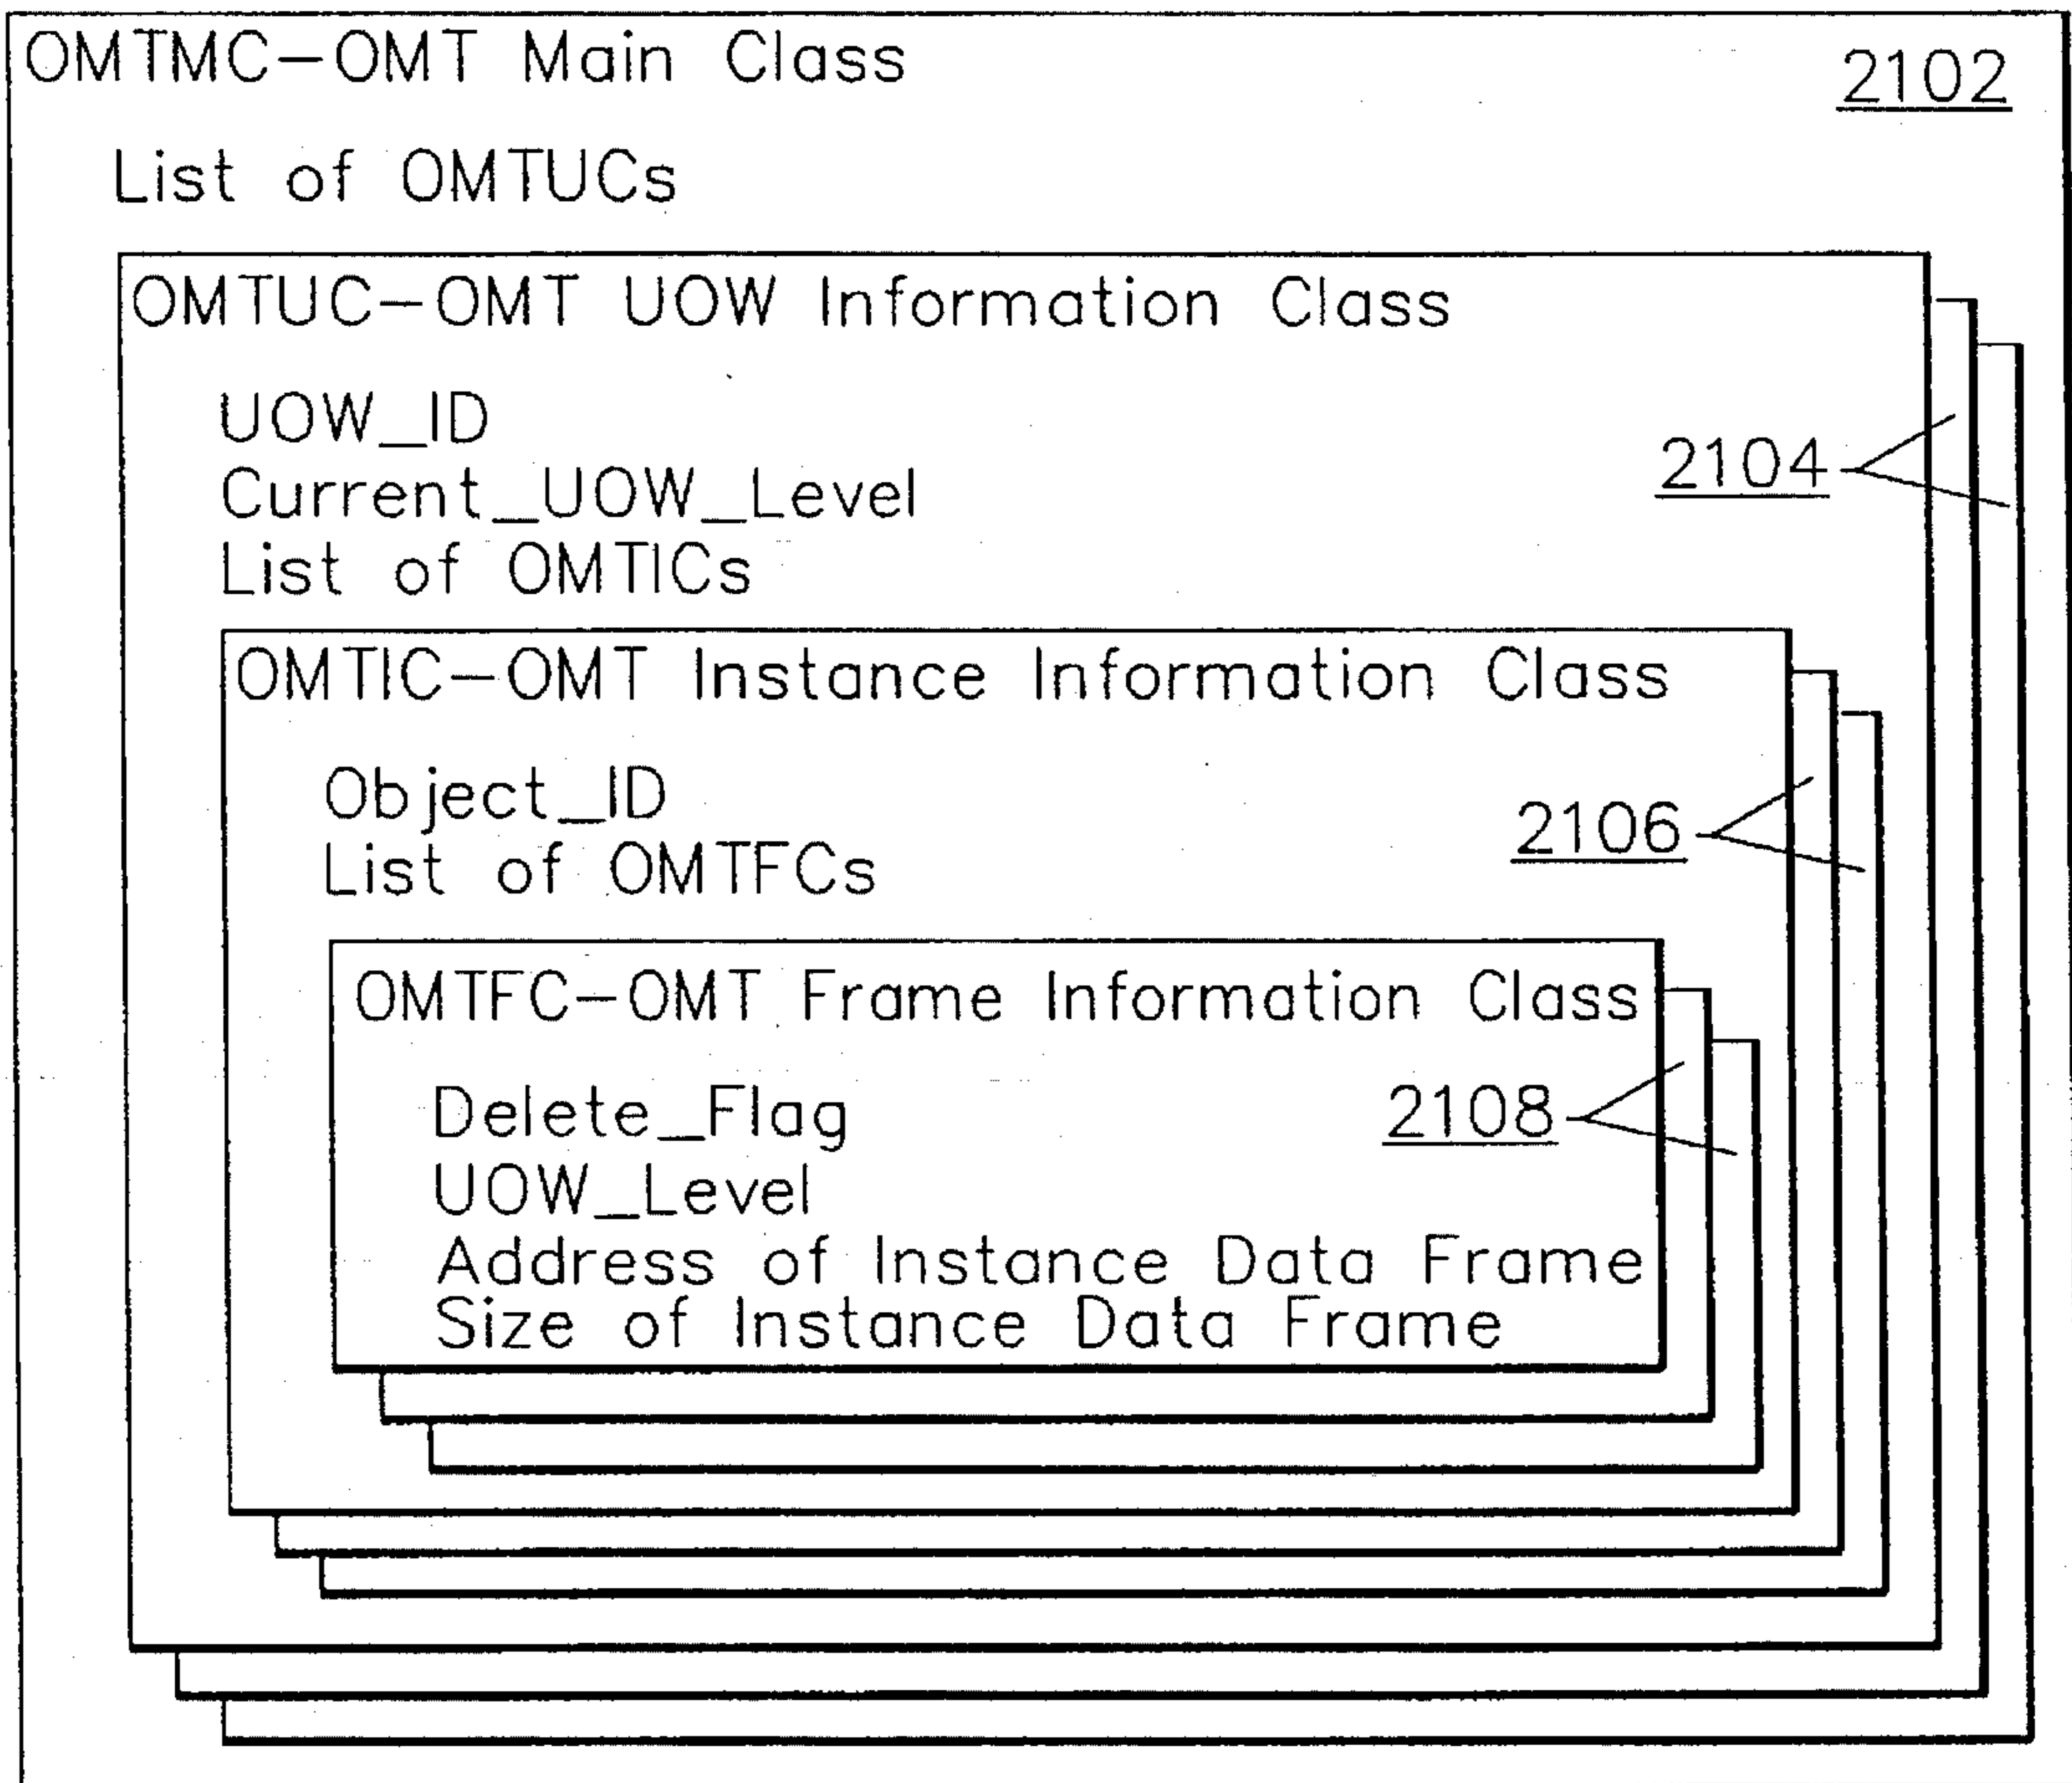 OMTMC-OMT Main Class
2102
List of OMTUCs
OMTUC-OMT UOW Information Class
UOW_ID
Current_UOW_Level
2104
List of OMTICs
OMTIC-OMT Instance Information Class
Object_ID
2106
List of OMTFCs
OMTFC-OMT Frame Information Class
Delete_Flag
2108
UOW_Level
Address of Instance Data Frame
Size of Instance Data Frame